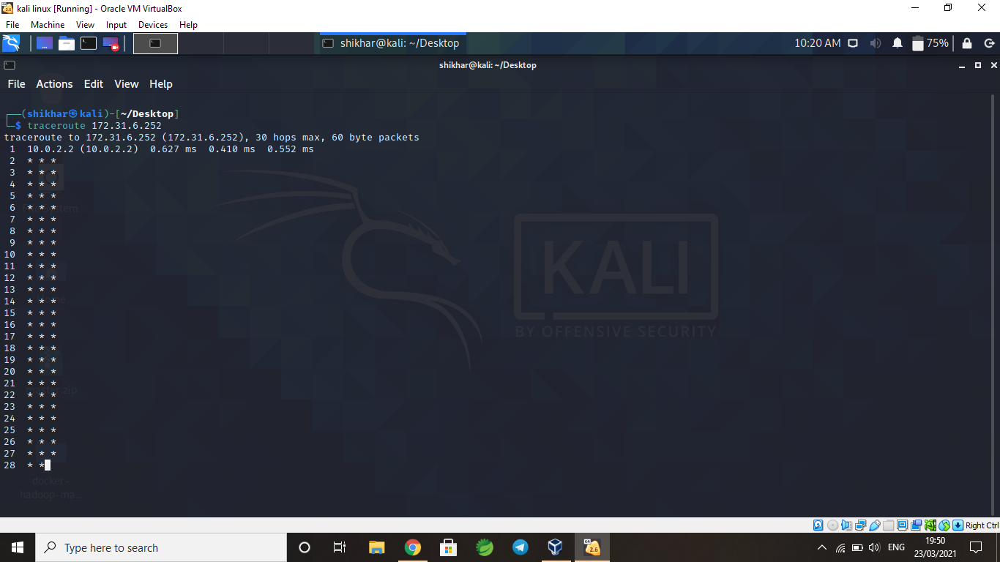 kali linux [Running] - Oracle VM VirtualBox
File Machine View Input Devices Help
shikhar@kali: ~/Desktop
10:20 AM
75%
shikhar@kali: ~/Desktop
File Actions Edit View Help
┌──(shikhar㉿kali)-[~/Desktop]
└─$ traceroute 172.31.6.252
traceroute to 172.31.6.252 (172.31.6.252), 30 hops max, 60 byte packets
1 10.0.2.2 (10.0.2.2) 0.627 ms 0.410 ms 0.552 ms
2 * * *
3 * * *
4 * * *
5 * * *
6 * * *
7 * * *
8 * * *
9 * * *
10 * * *
11 * * *
12 * * *
13 * * *
14 * * *
15 * * *
16 * * *
17 * * *
18 * * *
19 * * *
20 * * *
21 * * *
22 * * *
23 * * *
24 * * *
25 * * *
26 * * *
27 * * *
28 * *
KALI
BY OFFENSIVE SECURITY
docker-
hadoop-ma...
Right Ctrl
Type here to search
ENG
19:50
23/03/2021